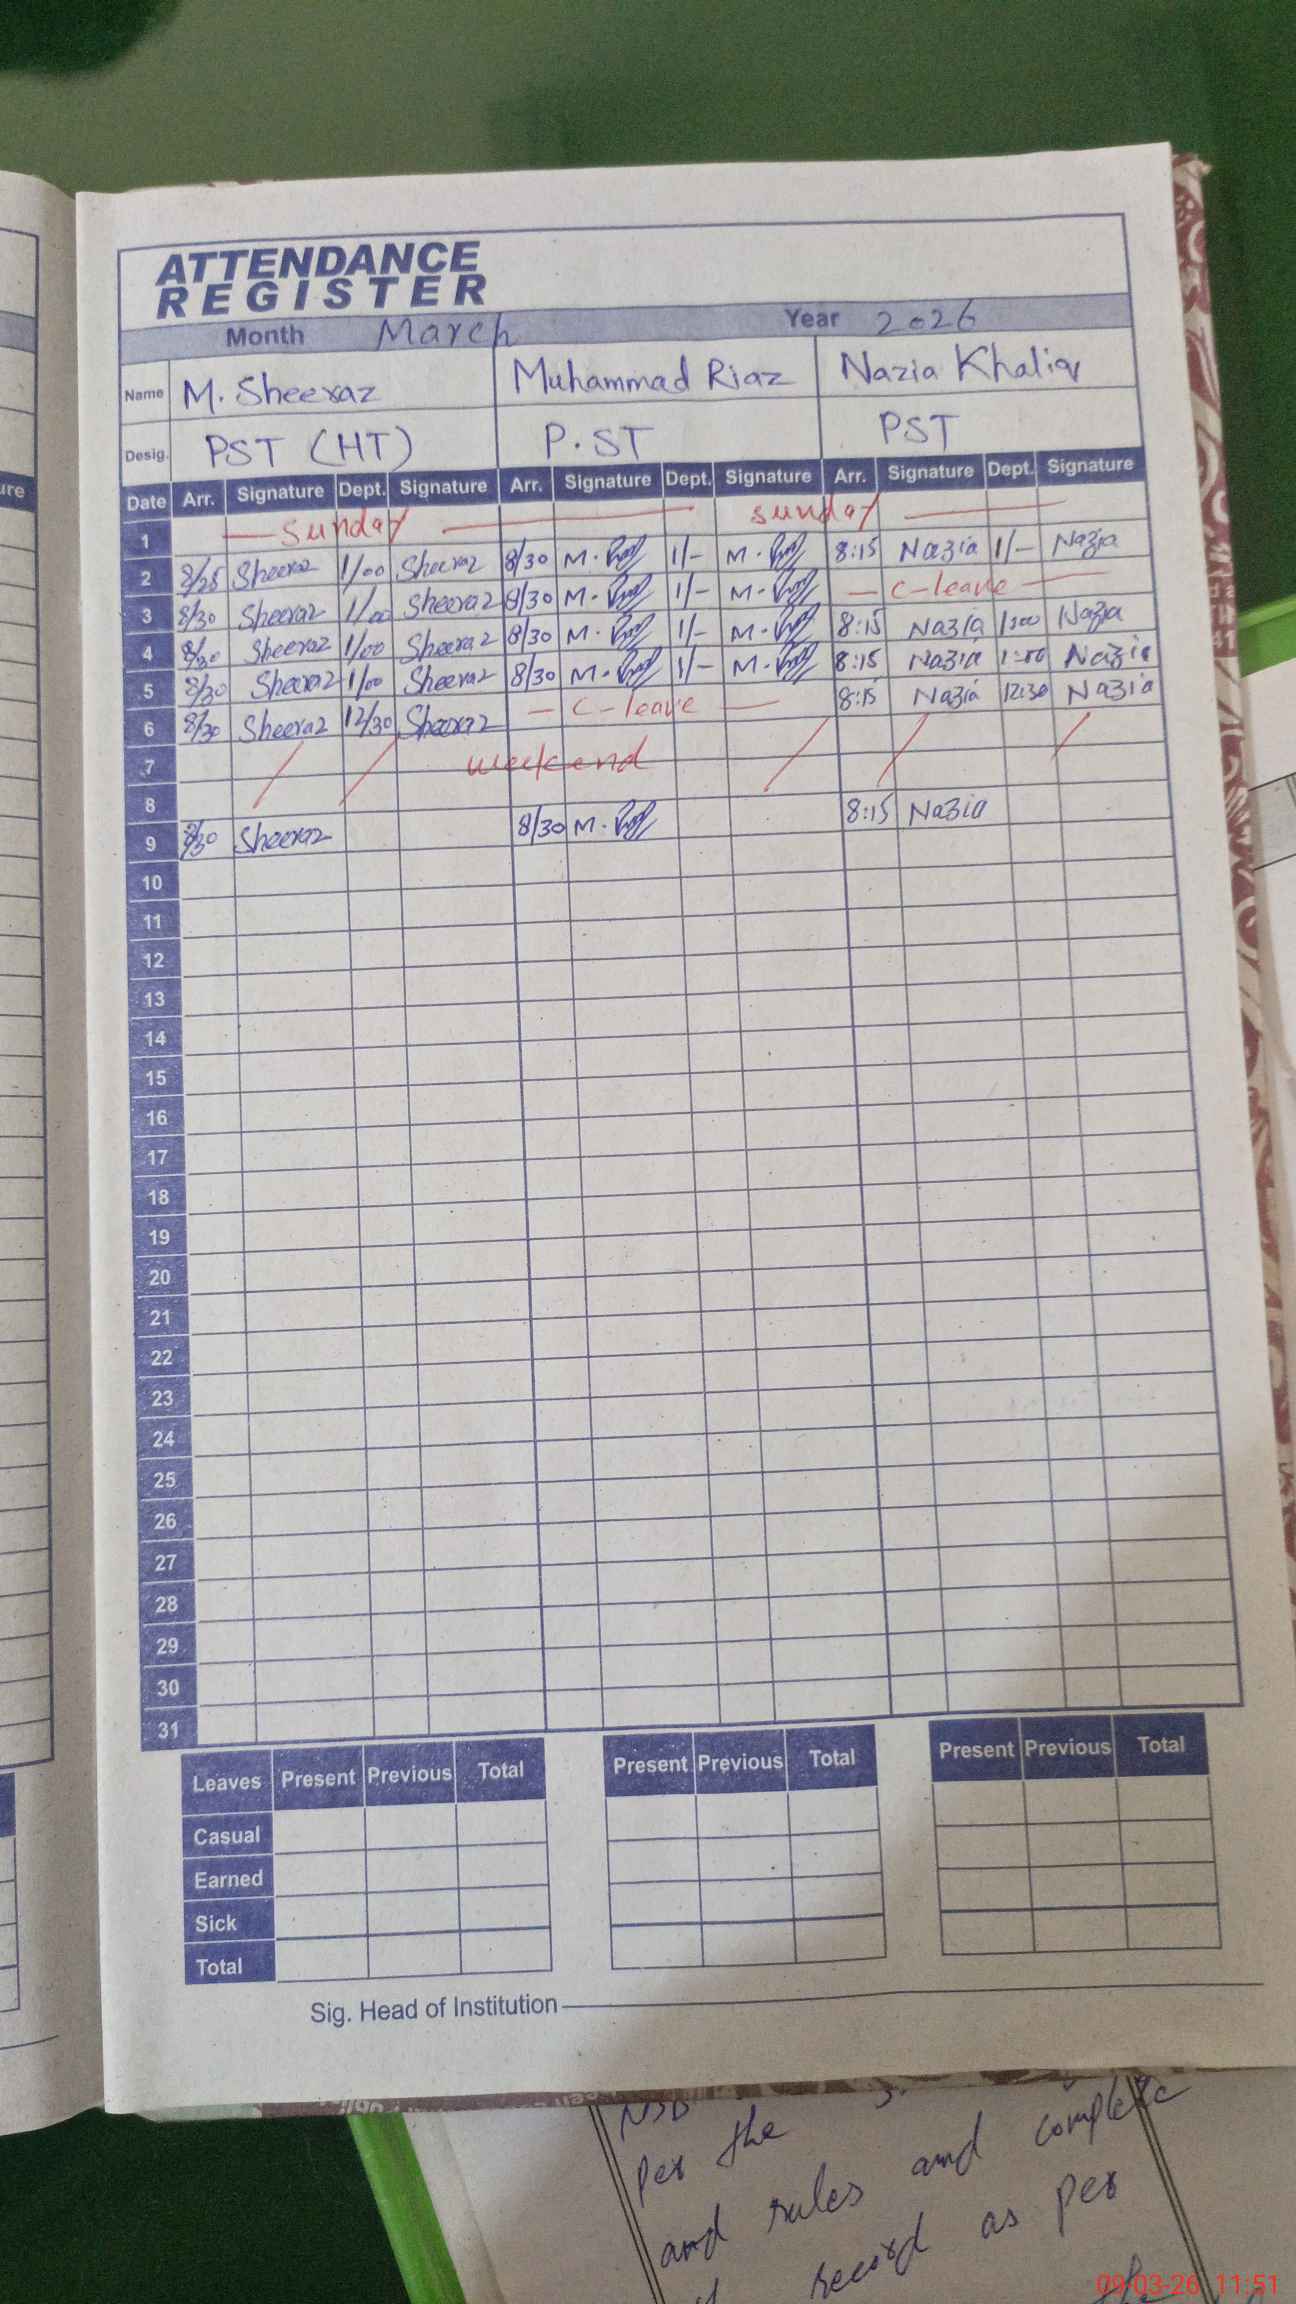 ure
ATTENDANCE
REGISTER
Month March Year 2026
Name M. Sheeraz Muhammad Riaz Nazia Khaliq
Desig. PST (HT) P.ST PST
Date Arr. Signature Dept. Signature Arr. Signature Dept. Signature Arr. Signature Dept. Signature
1 Sunday Sunday
2 8/25 Sheeraz 1/00 Sheeraz 8/30 M. 1/- M. 8:15 Nazia 1/- Nazia
3 8/30 Sheeraz 1/00 Sheeraz 8/30 M. 1/- M. C-leave
4 8/30 Sheeraz 1/00 Sheeraz 8/30 M. 1/- M. 8:15 Nazia 1:00 Nazia
5 8/30 Sheeraz 1/00 Sheeraz 8/30 M. 1/- M. 8:15 Nazia 1:00 Nazia
6 8/30 Sheeraz 12/30 Sheeraz C-leave 8:15 Nazia 12:30 Nazia
7 weekend
8
9 8/30 Sheeraz 8/30 M. 8:15 Nazia
10
11
12
13
14
15
16
17
18
19
20
21
22
23
24
25
26
27
28
29
30
31
Leaves Present Previous Total Present Previous Total Present Previous Total
Casual
Earned
Sick
Total
Sig. Head of Institution
per the complete
and rules and
record as per
the
09-03-26 11:51